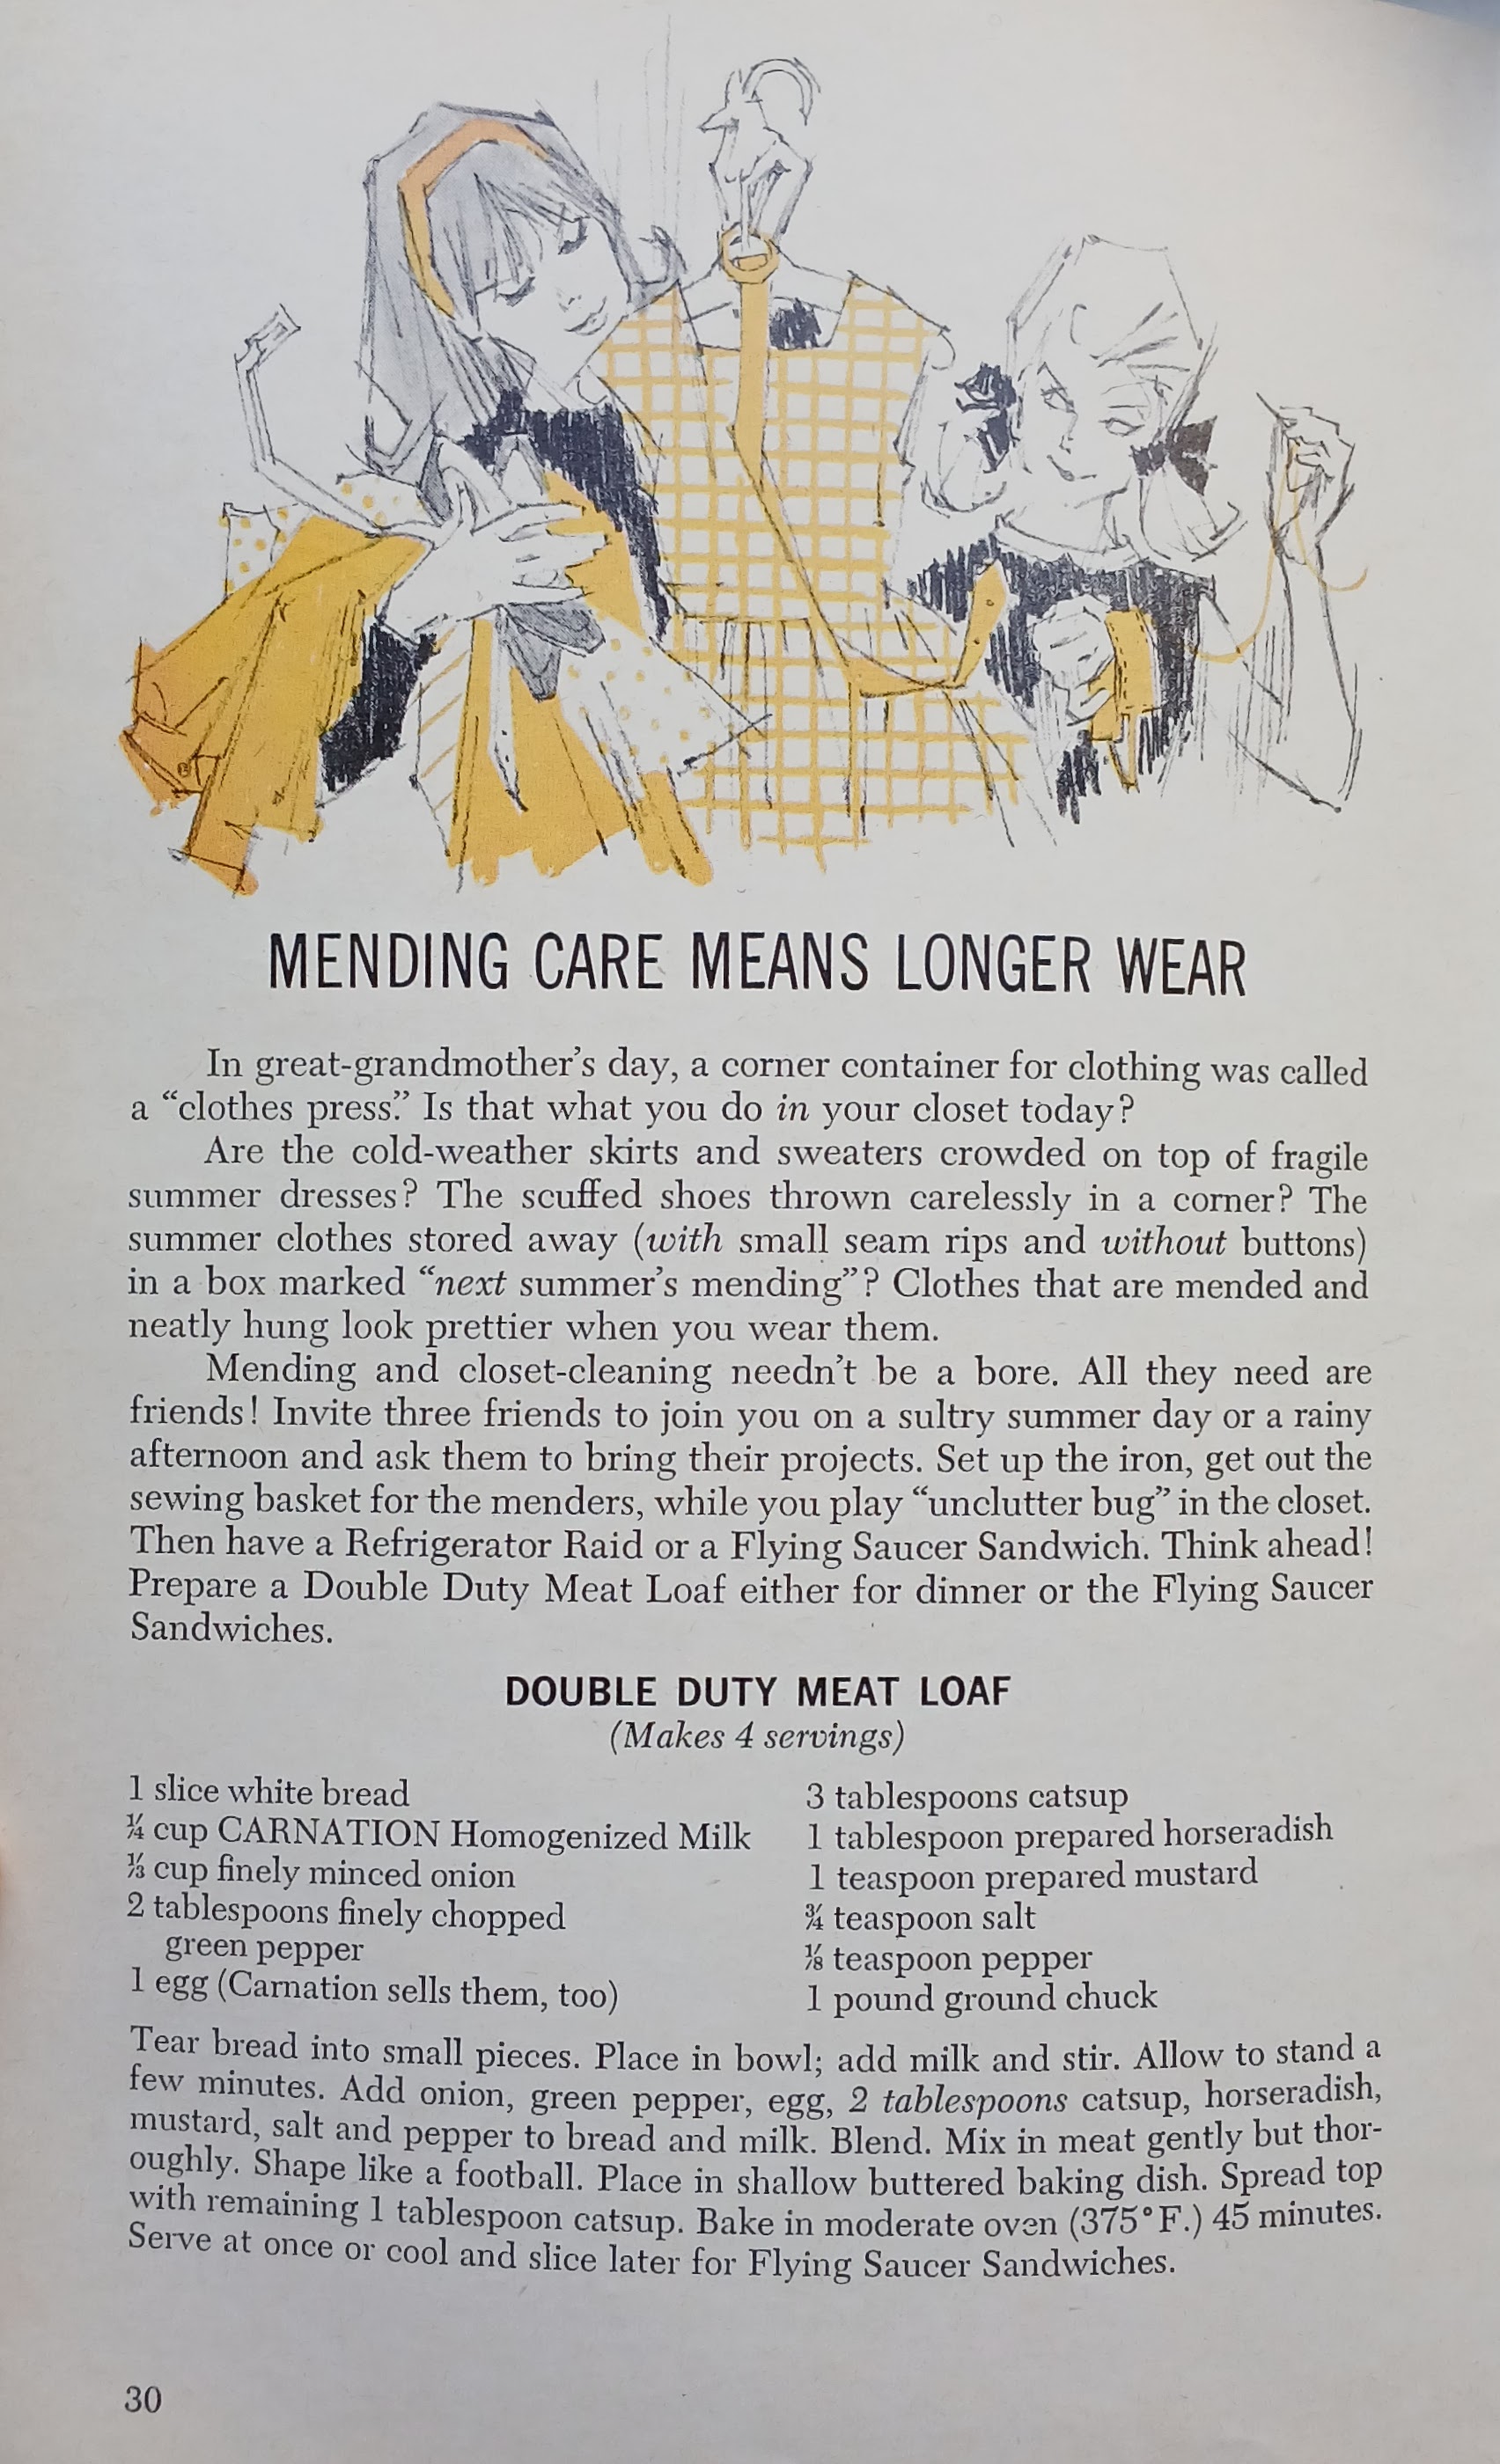 MENDING CARE MEANS LONGER WEAR
In great-grandmother’s day, a corner container for clothing was called
a “clothes press.” Is that what you do in your closet today?
Are the cold-weather skirts and sweaters crowded on top of fragile
summer dresses? The scuffed shoes thrown carelessly in a corner? The
summer clothes stored away (with small seam rips and without buttons)
in a box marked “next summer’s mending”? Clothes that are mended and
neatly hung look prettier when you wear them.
Mending and closet-cleaning needn’t be a bore. All they need are
friends! Invite three friends to join you on a sultry summer day or a rainy
afternoon and ask them to bring their projects. Set up the iron, get out the
sewing basket for the menders, while you play “unclutter bug” in the closet.
Then have a Refrigerator Raid or a Flying Saucer Sandwich. Think ahead!
Prepare a Double Duty Meat Loaf either for dinner or the Flying Saucer
Sandwiches.
DOUBLE DUTY MEAT LOAF
(Makes 4 servings)
1 slice white bread
¼ cup CARNATION Homogenized Milk
⅓ cup finely minced onion
2 tablespoons finely chopped
green pepper
1 egg (Carnation sells them, too)
3 tablespoons catsup
1 tablespoon prepared horseradish
1 teaspoon prepared mustard
¾ teaspoon salt
⅛ teaspoon pepper
1 pound ground chuck
Tear bread into small pieces. Place in bowl; add milk and stir. Allow to stand a
few minutes. Add onion, green pepper, egg, 2 tablespoons catsup, horseradish,
mustard, salt and pepper to bread and milk. Blend. Mix in meat gently but thor-
oughly. Shape like a football. Place in shallow buttered baking dish. Spread top
with remaining 1 tablespoon catsup. Bake in moderate oven (375°F.) 45 minutes.
Serve at once or cool and slice later for Flying Saucer Sandwiches.
30